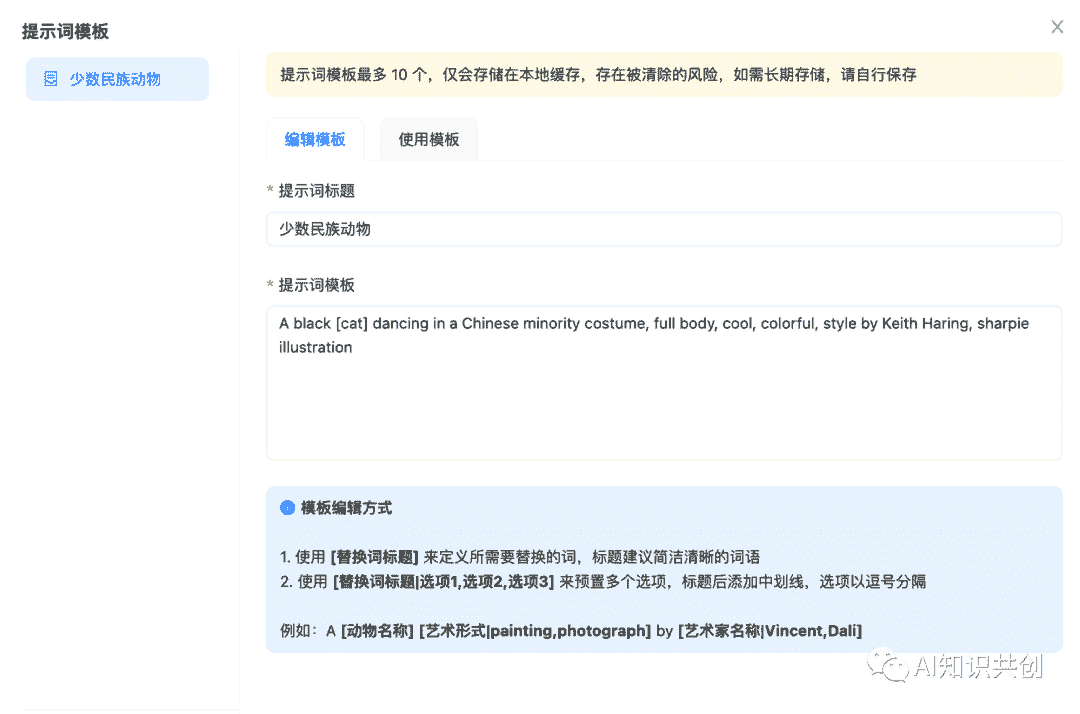 提示词模板
少数民族动物
提示词模板最多 10 个，仅会存储在本地缓存，存在被清除的风险，如需长期存储，请自行保存
编辑模板
使用模板
* 提示词标题
少数民族动物
* 提示词模板
A black [cat] dancing in a Chinese minority costume, full body, cool, colorful, style by Keith Haring, sharpie
illustration
模板编辑方式
1. 使用 [替换词标题] 来定义所需要替换的词，标题建议简洁清晰的词语
2. 使用 [替换词标题|选项1,选项2,选项3] 来预置多个选项，标题后添加中划线，选项以逗号分隔
例如：A [动物名称] [艺术形式|painting,photograph] by [艺术家名称|Vincent,Dali]
AI知识共创